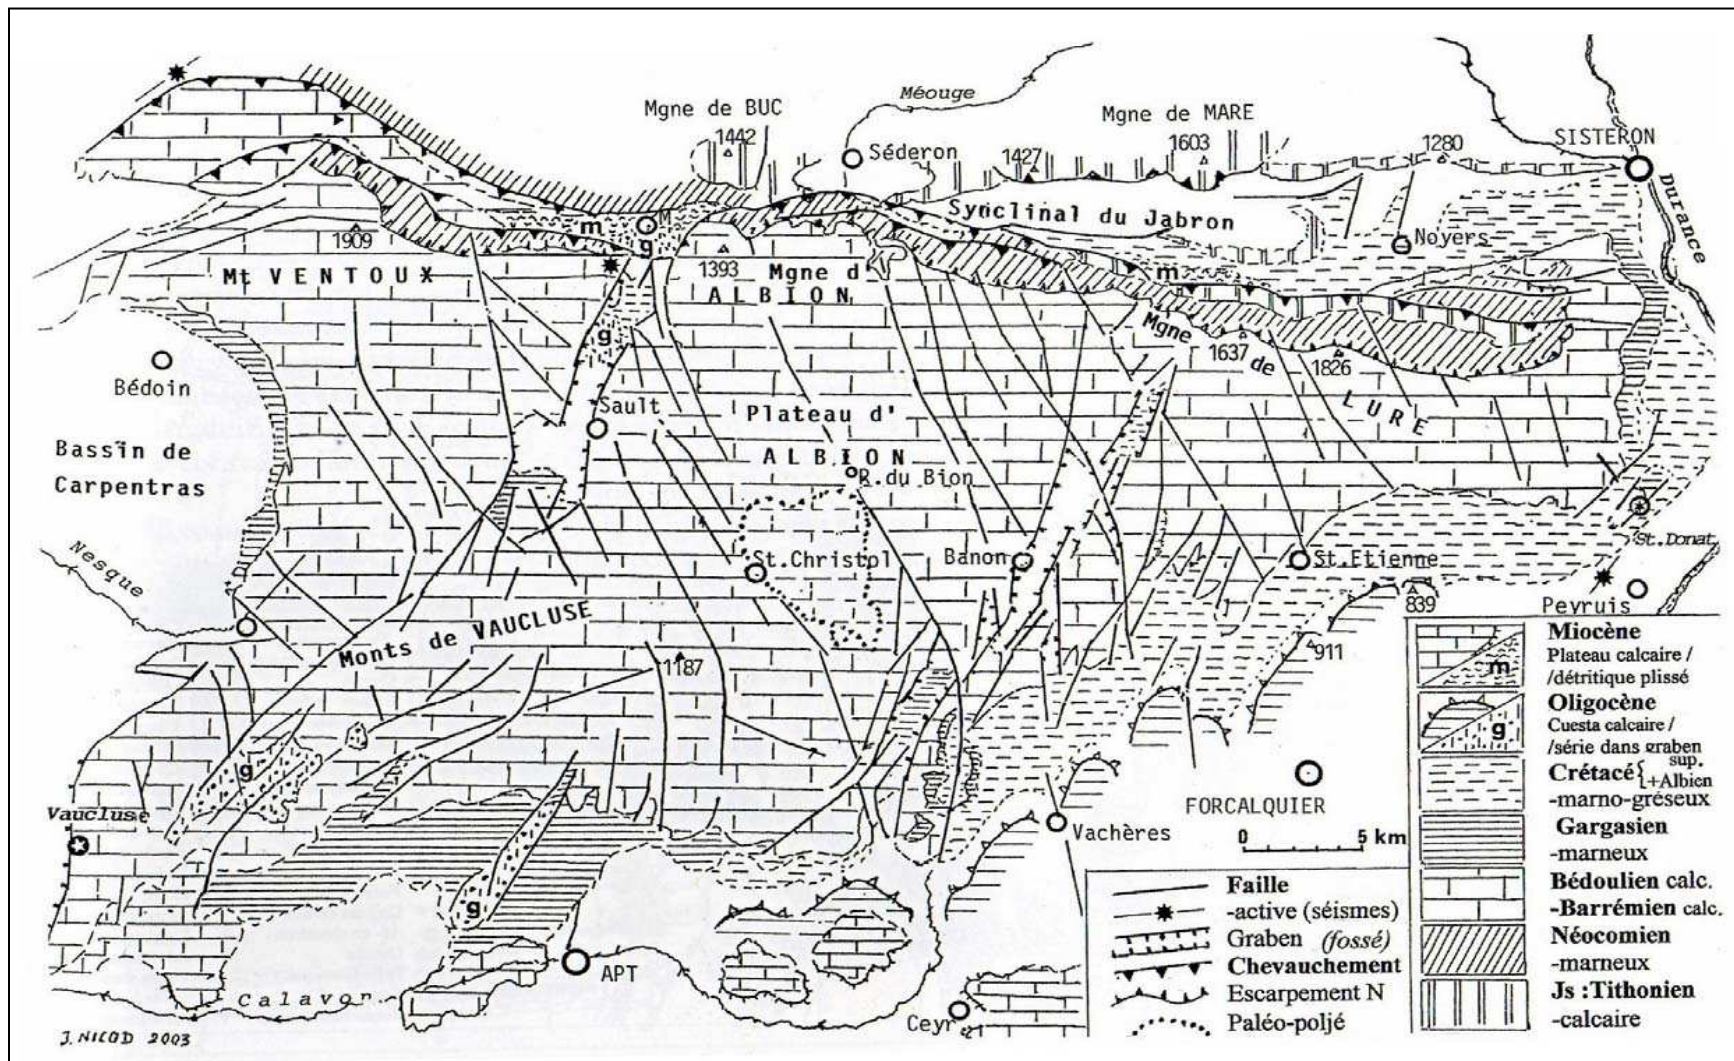 Méouge
Mgne de BUC
1442
Mgne de MARE
1603
1280
SISTERON
Séderon
1427
Durance
Synclinal du Jabron
Noyers
m
M
g
1909
1393
Mt VENTOUX
Mgne d'
ALBION
m
Mgne de
LURE
1637
1826
g
Bédoin
Sault
Plateau d'
ALBION
R.du Bion
Bassin de
Carpentras
Nesque
St.Christol
Banon
St.Etienne
St.Donat
839
Peyruis
Monts de VAUCLUSE
1187
911
g
Vaucluse
FORCALQUIER
0 5 km
Vachères
g
APT
Calavon
Ceyr
J. NICOD 2003
Faille
-active (séismes)
Graben (fossé)
Chevauchement
Escarpement N
Paléo-poljé
Miocène
Plateau calcaire /
m
/détritique plissé
Oligocène
Cuesta calcaire /
g
/série dans graben
Crétacé{ sup.
+Albien
-marno-gréseux
Gargasien
-marneux
Bédoulien calc.
-Barrémien calc.
Néocomien
-marneux
Js :Tithonien
-calcaire